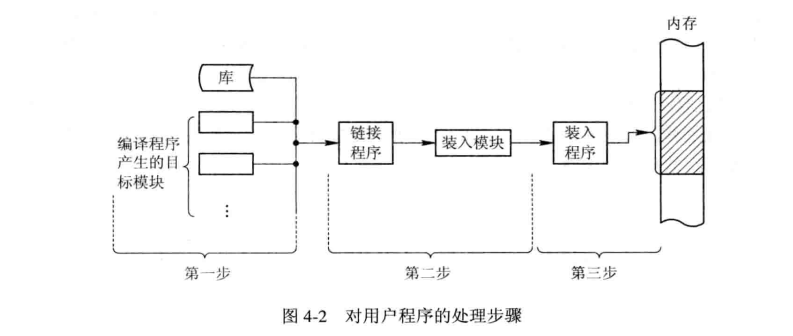 内存
库
编译程序
产生的目
标模块
⋮
链接
程序
装入模块
装入
程序
第一步
第二步
第三步
图 4-2 对用户程序的处理步骤